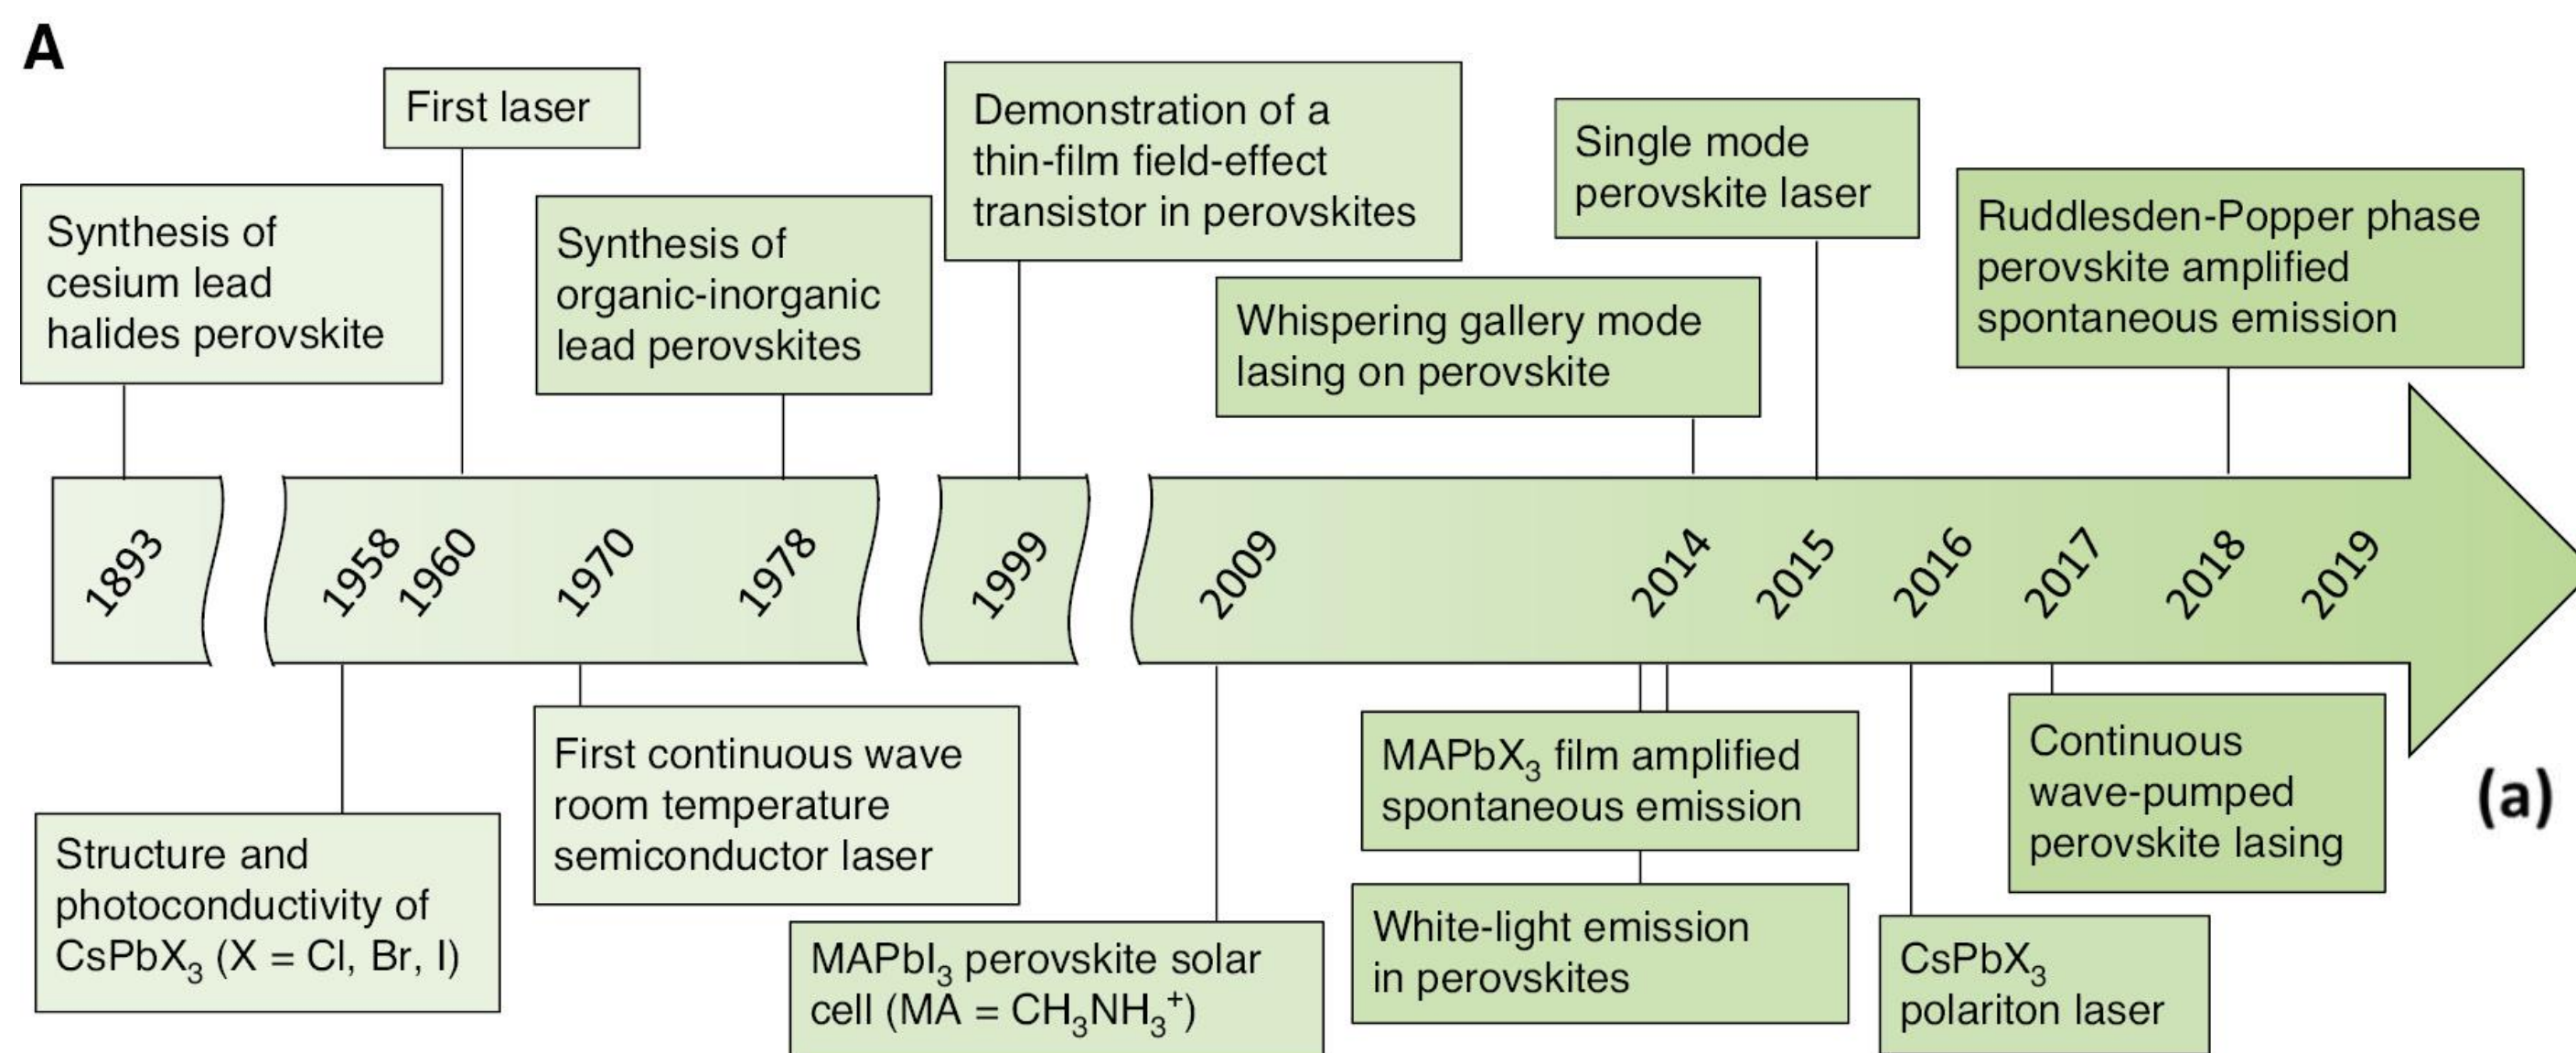 A
First laser
Synthesis of
cesium lead
halides perovskite
Synthesis of
organic-inorganic
lead perovskites
Demonstration of a
thin-film field-effect
transistor in perovskites
Whispering gallery mode
lasing on perovskite
Single mode
perovskite laser
Ruddlesden-Popper phase
perovskite amplified
spontaneous emission
1893
1958
1960
1970
1978
1999
2009
2014
2015
2016
2017
2018
2019
Structure and
photoconductivity of
CsPbX₃ (X = Cl, Br, I)
First continuous wave
room temperature
semiconductor laser
MAPbI₃ perovskite solar
cell (MA = CH₃NH₃⁺)
MAPbX₃ film amplified
spontaneous emission
White-light emission
in perovskites
CsPbX₃
polariton laser
Continuous
wave-pumped
perovskite lasing
(a)